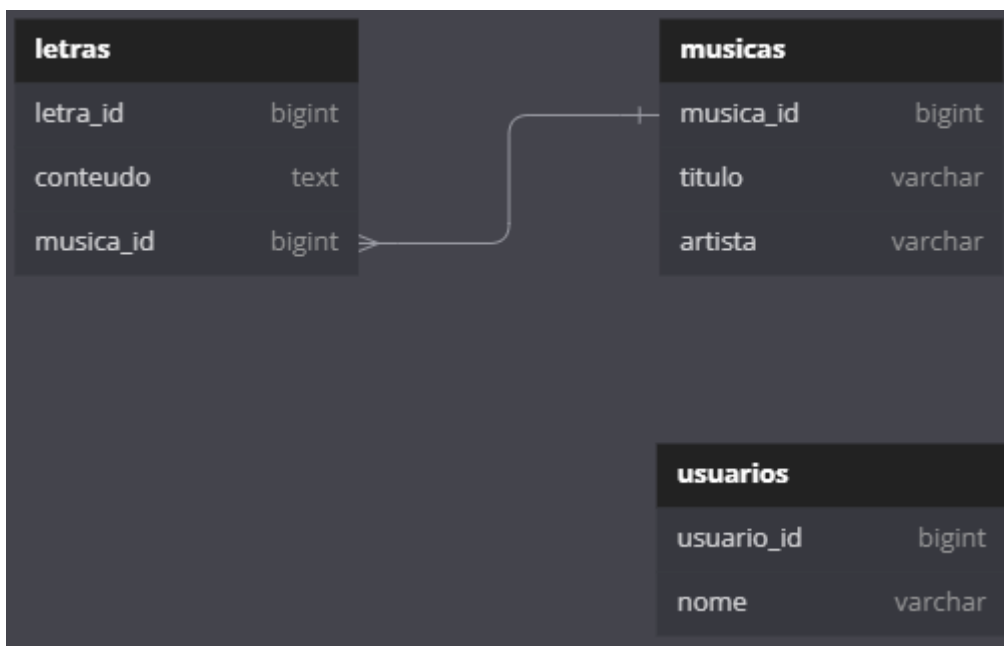 letras
letra_id bigint
conteudo text
musica_id bigint
musicas
musica_id bigint
titulo varchar
artista varchar
usuarios
usuario_id bigint
nome varchar